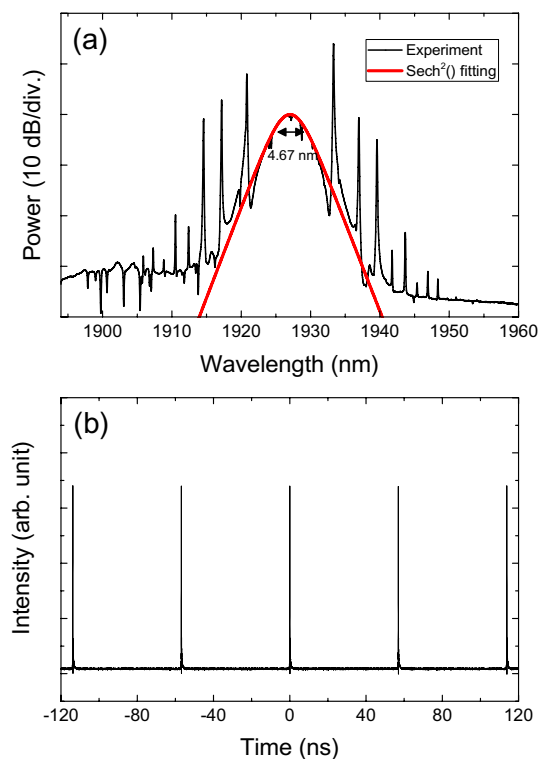 (a)
Experiment
Sech²() fitting
4.67 nm
Power (10 dB/div.)
1900 1910 1920 1930 1940 1950 1960
Wavelength (nm)
(b)
Intensity (arb. unit)
-120 -80 -40 0 40 80 120
Time (ns)